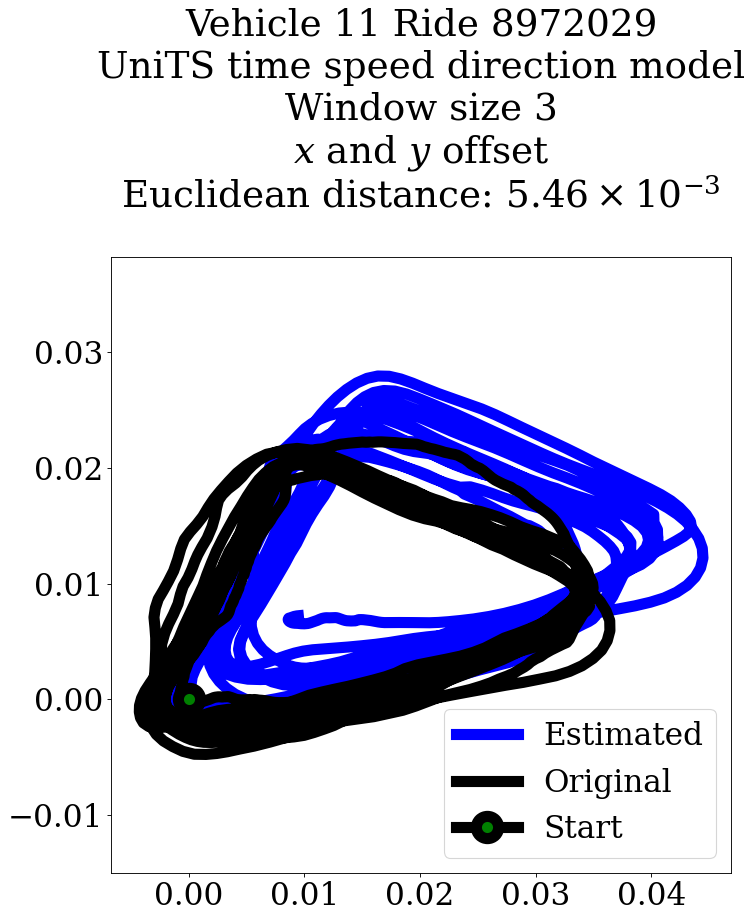 Vehicle 11 Ride 8972029
UniTS time speed direction model
Window size 3
x and y offset
Euclidean distance: 5.46 × 10⁻³
0.03
0.02
0.01
0.00
−0.01
Estimated
Original
Start
0.00 0.01 0.02 0.03 0.04